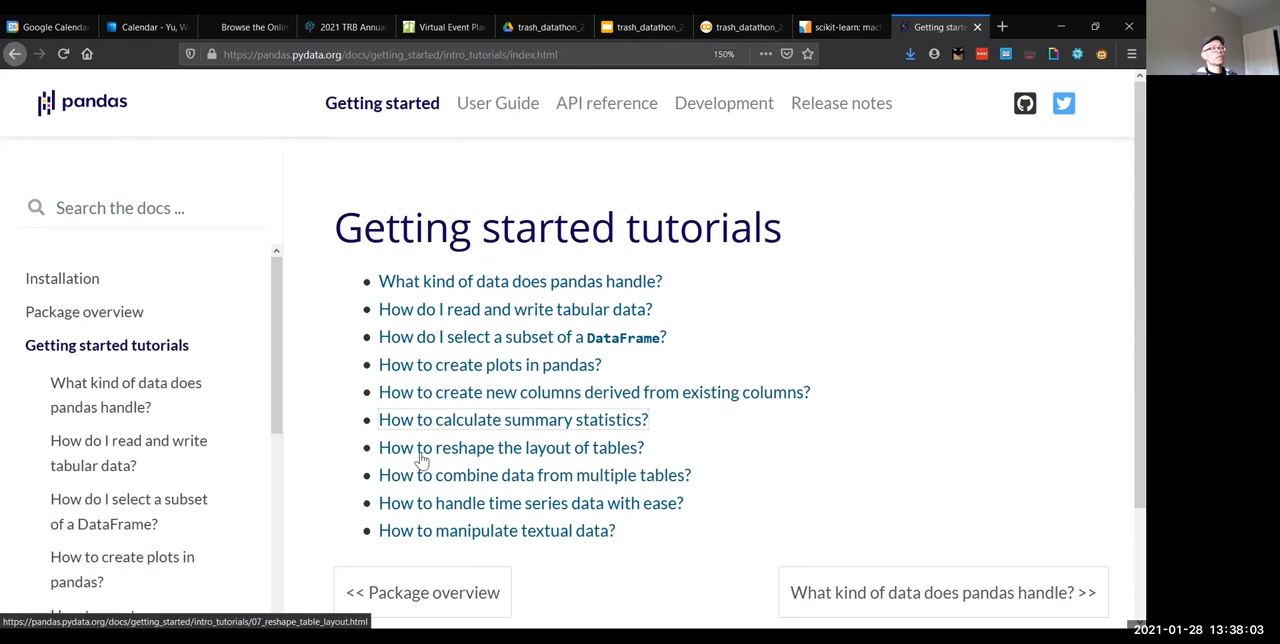 Google Calendar
Calendar - Yu, W
Browse the Onli
2021 TRB Annua
Virtual Event Pla
trash_datathon_2
trash_datathon_2
trash_datathon_2
scikit-learn: mach
Getting starte
https://pandas.pydata.org/docs/getting_started/intro_tutorials/index.html
150%
pandas
Getting started
User Guide
API reference
Development
Release notes
Search the docs ...
Installation
Package overview
Getting started tutorials
What kind of data does
pandas handle?
How do I read and write
tabular data?
How do I select a subset
of a DataFrame?
How to create plots in
pandas?
Getting started tutorials
What kind of data does pandas handle?
How do I read and write tabular data?
How do I select a subset of a DataFrame?
How to create plots in pandas?
How to create new columns derived from existing columns?
How to calculate summary statistics?
How to reshape the layout of tables?
How to combine data from multiple tables?
How to handle time series data with ease?
How to manipulate textual data?
<< Package overview
What kind of data does pandas handle? >>
https://pandas.pydata.org/docs/getting_started/intro_tutorials/07_reshape_table_layout.html
2021-01-28 13:38:03